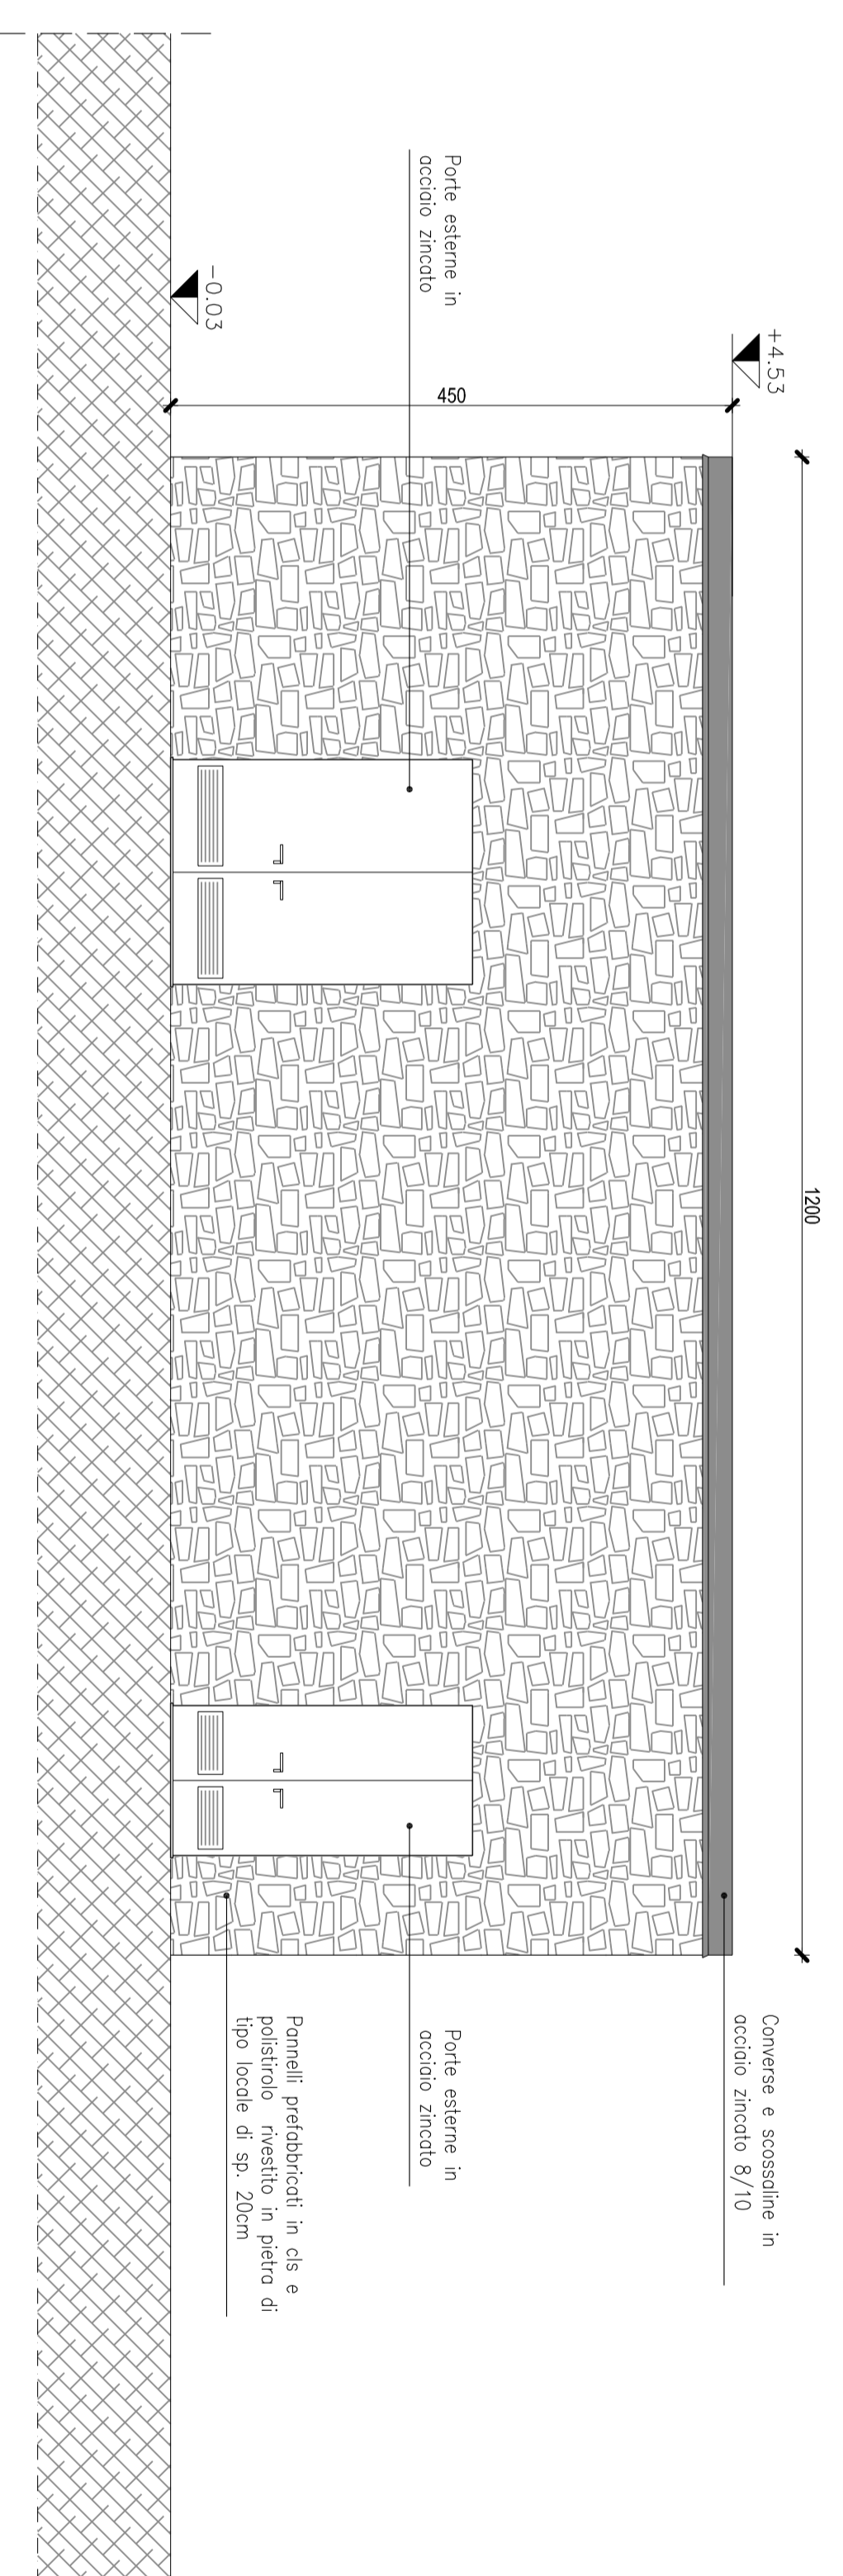 1200
+4.53
Converse e scossaline in
acciaio zincato 8/10
450
Porte esterne in
acciaio zincato
Porte esterne in
acciaio zincato
Pannelli prefabbricati in cls e
polistirolo rivestito in pietra di
tipo locale di sp. 20cm
-0.03